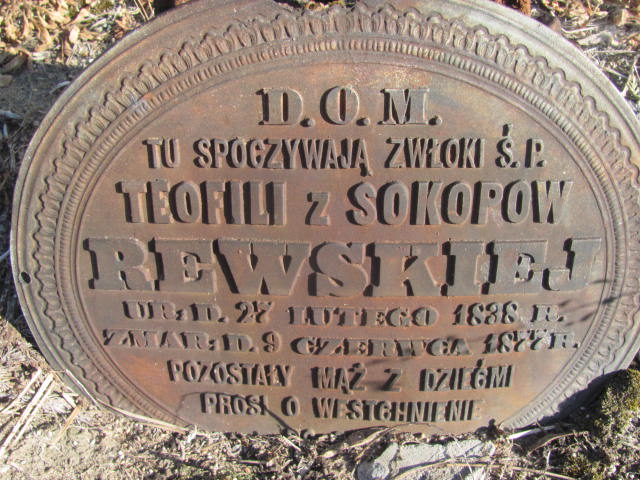 D.O.M.
TU SPOCZYWAJĄ ZWŁOKI Ś.P.
TEOFILI z SOKOPÓW
REWSKIEJ
UR: D. 27 LUTEGO 1838 R.
ZMAR: D. 9 CZERWCA 1877 R.
POZOSTAŁY MĄŻ Z DZIEĆMI
PROSI O WESTCHNIENIE